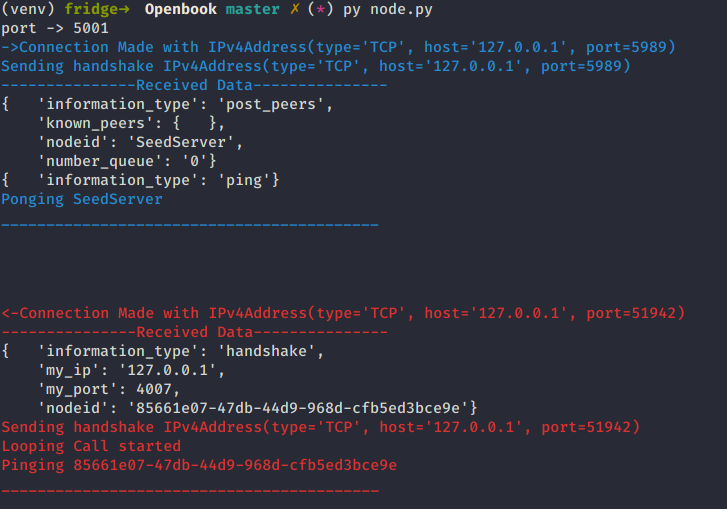 (venv) fridge→ Openbook master ✗ (*) py node.py
port -> 5001
->Connection Made with IPv4Address(type='TCP', host='127.0.0.1', port=5989)
Sending handshake IPv4Address(type='TCP', host='127.0.0.1', port=5989)
---------------Received Data---------------
{   'information_type': 'post_peers',
    'known_peers': {   },
    'nodeid': 'SeedServer',
    'number_queue': '0'}
{   'information_type': 'ping'}
Ponging SeedServer
__________________________________________
<-Connection Made with IPv4Address(type='TCP', host='127.0.0.1', port=51942)
---------------Received Data---------------
{   'information_type': 'handshake',
    'my_ip': '127.0.0.1',
    'my_port': 4007,
    'nodeid': '85661e07-47db-44d9-968d-cfb5ed3bce9e'}
Sending handshake IPv4Address(type='TCP', host='127.0.0.1', port=51942)
Looping Call started
Pinging 85661e07-47db-44d9-968d-cfb5ed3bce9e
__________________________________________